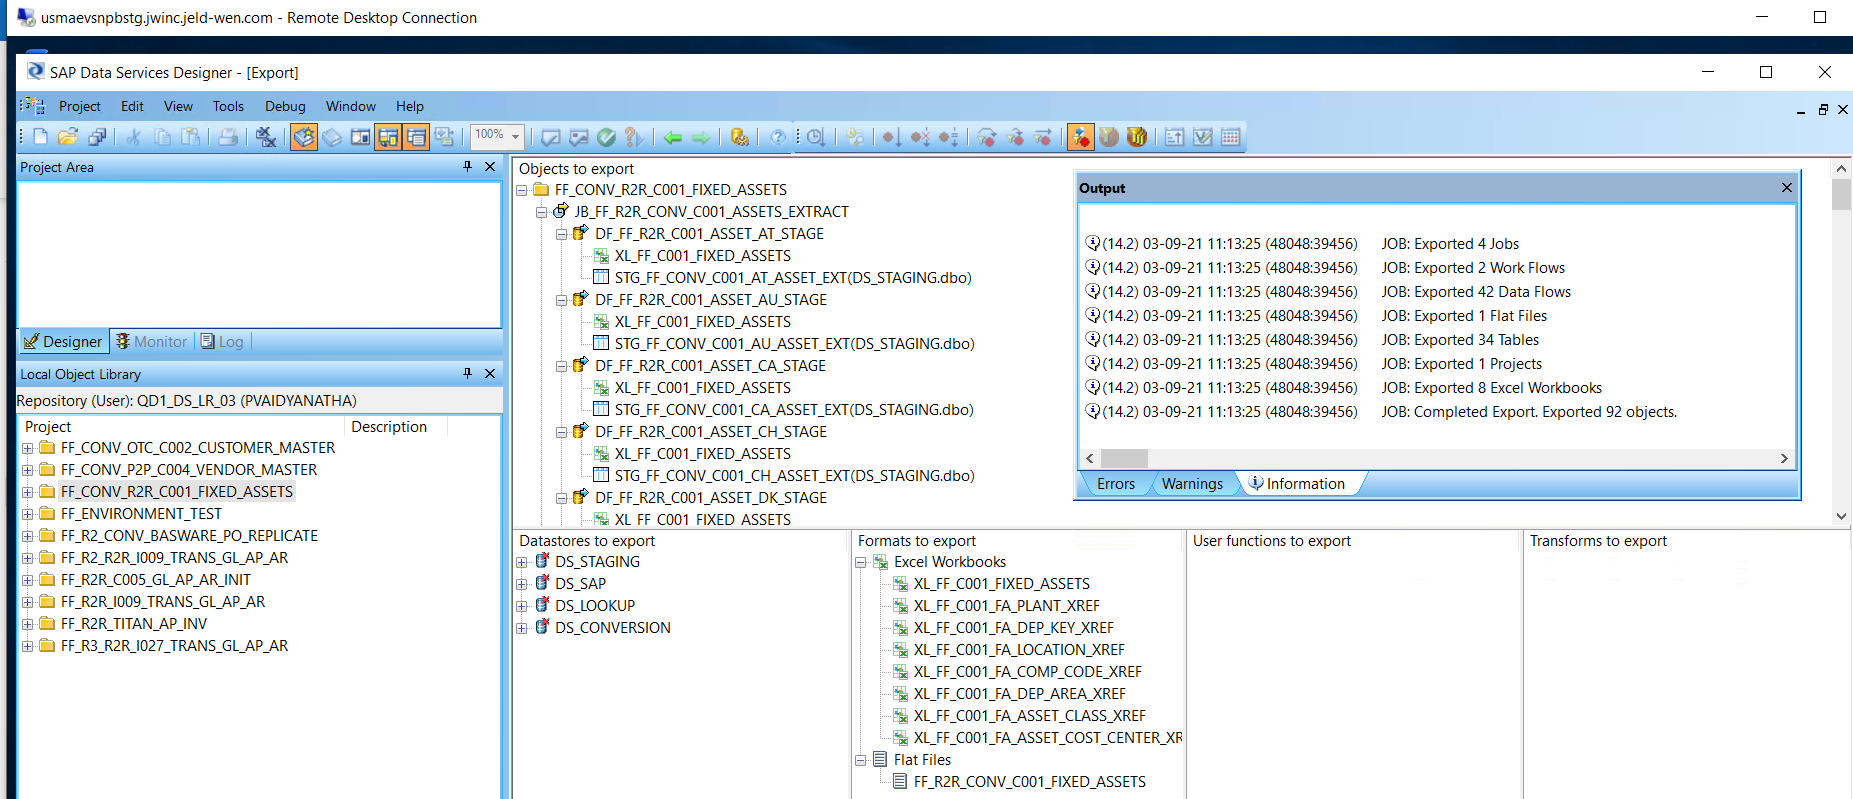 usmaevsnpbstg.jwinc.jeld-wen.com - Remote Desktop Connection
SAP Data Services Designer - [Export]
Project Edit View Tools Debug Window Help
100%
Project Area
Designer Monitor Log
Local Object Library
Repository (User): QD1_DS_LR_03 (PVAIDYANATHA)
Project Description
FF_CONV_OTC_C002_CUSTOMER_MASTER
FF_CONV_P2P_C004_VENDOR_MASTER
FF_CONV_R2R_C001_FIXED_ASSETS
FF_ENVIRONMENT_TEST
FF_R2_CONV_BASWARE_PO_REPLICATE
FF_R2_R2R_I009_TRANS_GL_AP_AR
FF_R2R_C005_GL_AP_AR_INIT
FF_R2R_I009_TRANS_GL_AP_AR
FF_R2R_TITAN_AP_INV
FF_R3_R2R_I027_TRANS_GL_AP_AR
Objects to export
FF_CONV_R2R_C001_FIXED_ASSETS
JB_FF_R2R_CONV_C001_ASSETS_EXTRACT
DF_FF_R2R_C001_ASSET_AT_STAGE
XL_FF_C001_FIXED_ASSETS
STG_FF_CONV_C001_AT_ASSET_EXT(DS_STAGING.dbo)
DF_FF_R2R_C001_ASSET_AU_STAGE
XL_FF_C001_FIXED_ASSETS
STG_FF_CONV_C001_AU_ASSET_EXT(DS_STAGING.dbo)
DF_FF_R2R_C001_ASSET_CA_STAGE
XL_FF_C001_FIXED_ASSETS
STG_FF_CONV_C001_CA_ASSET_EXT(DS_STAGING.dbo)
DF_FF_R2R_C001_ASSET_CH_STAGE
XL_FF_C001_FIXED_ASSETS
STG_FF_CONV_C001_CH_ASSET_EXT(DS_STAGING.dbo)
DF_FF_R2R_C001_ASSET_DK_STAGE
XL_FF_C001_FIXED_ASSETS
Output
(14.2) 03-09-21 11:13:25 (48048:39456) JOB: Exported 4 Jobs
(14.2) 03-09-21 11:13:25 (48048:39456) JOB: Exported 2 Work Flows
(14.2) 03-09-21 11:13:25 (48048:39456) JOB: Exported 42 Data Flows
(14.2) 03-09-21 11:13:25 (48048:39456) JOB: Exported 1 Flat Files
(14.2) 03-09-21 11:13:25 (48048:39456) JOB: Exported 34 Tables
(14.2) 03-09-21 11:13:25 (48048:39456) JOB: Exported 1 Projects
(14.2) 03-09-21 11:13:25 (48048:39456) JOB: Exported 8 Excel Workbooks
(14.2) 03-09-21 11:13:25 (48048:39456) JOB: Completed Export. Exported 92 objects.
Errors Warnings Information
Datastores to export
DS_STAGING
DS_SAP
DS_LOOKUP
DS_CONVERSION
Formats to export
Excel Workbooks
XL_FF_C001_FIXED_ASSETS
XL_FF_C001_FA_PLANT_XREF
XL_FF_C001_FA_DEP_KEY_XREF
XL_FF_C001_FA_LOCATION_XREF
XL_FF_C001_FA_COMP_CODE_XREF
XL_FF_C001_FA_DEP_AREA_XREF
XL_FF_C001_FA_ASSET_CLASS_XREF
XL_FF_C001_FA_ASSET_COST_CENTER_XR
Flat Files
FF_R2R_CONV_C001_FIXED_ASSETS
User functions to export
Transforms to export